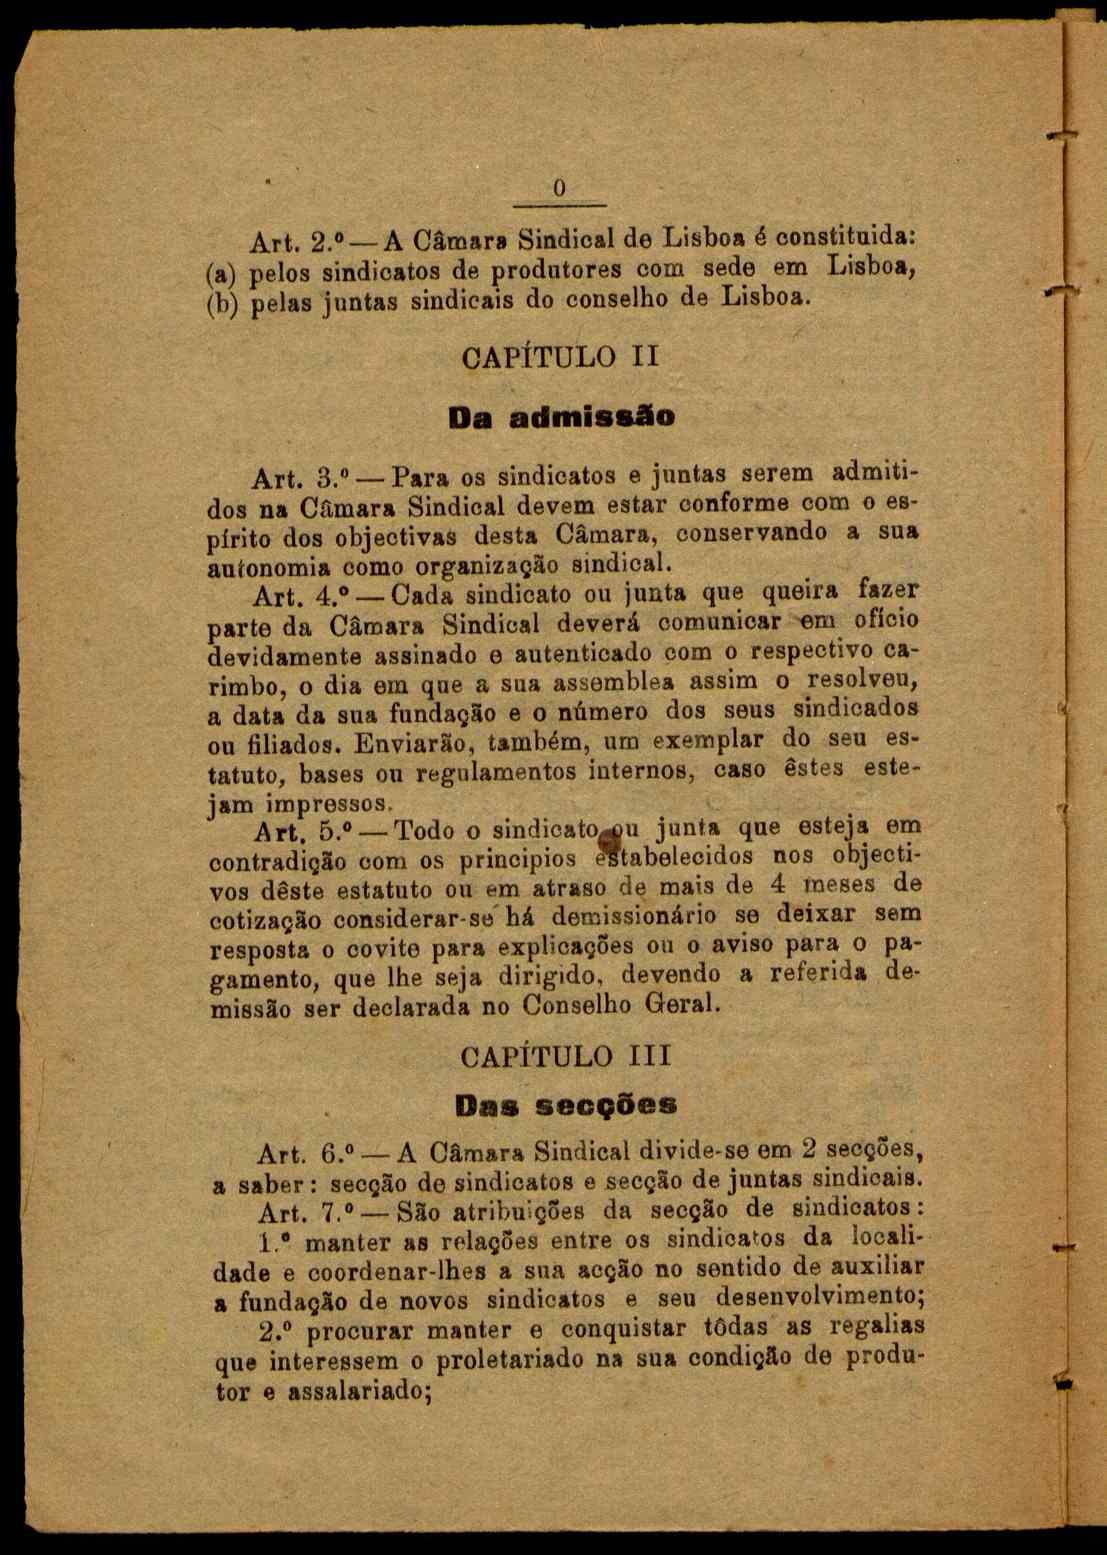 0
Art. 2.º — A Câmara Sindical de Lisboa é constituida:
(a) pelos sindicatos de produtores com sede em Lisboa,
(b) pelas juntas sindicais do conselho de Lisboa.
CAPÍTULO II
Da admissão
Art. 3.º — Para os sindicatos e juntas serem admiti-
dos na Câmara Sindical devem estar conforme com o es-
pírito dos objectivas desta Câmara, conservando a sua
autonomia como organização sindical.
Art. 4.º — Cada sindicato ou junta que queira fazer
parte da Câmara Sindical deverá comunicar em ofício
devidamente assinado e autenticado com o respectivo ca-
rimbo, o dia em que a sua assemblea assim o resolveu,
a data da sua fundação e o número dos seus sindicados
ou filiados. Enviarão, também, um exemplar do seu es-
tatuto, bases ou regulamentos internos, caso êstes este-
jam impressos.
Art. 5.º — Todo o sindicato ou junta que esteja em
contradição com os principios estabelecidos nos objecti-
vos dêste estatuto ou em atraso de mais de 4 meses de
cotização considerar-se há demissionário se deixar sem
resposta o covite para explicações ou o aviso para o pa-
gamento, que lhe seja dirigido, devendo a referida de-
missão ser declarada no Conselho Geral.
CAPÍTULO III
Das secções
Art. 6.º — A Câmara Sindical divide-se em 2 secções,
a saber: secção de sindicatos e secção de juntas sindicais.
Art. 7.º — São atribuições da secção de sindicatos:
1.º manter as relações entre os sindicatos da locali-
dade e coordenar-lhes a sua acção no sentido de auxiliar
a fundação de novos sindicatos e seu desenvolvimento;
2.º procurar manter e conquistar tôdas as regalias
que interessem o proletariado na sua condição de produ-
tor e assalariado;